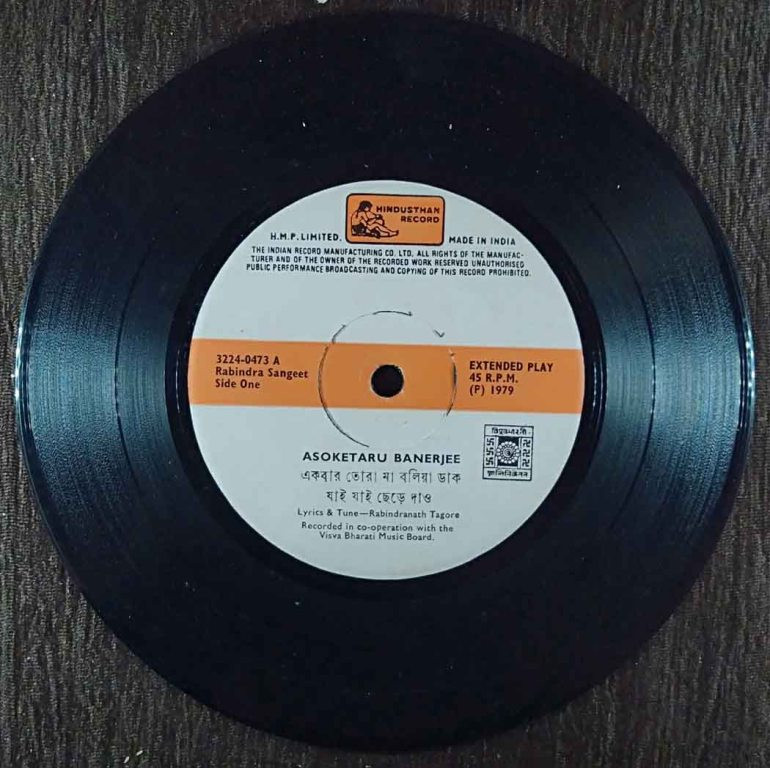 HINDUSTHAN
RECORD
H.M.P. LIMITED.
MADE IN INDIA
THE INDIAN RECORD MANUFACTURING CO. LTD. ALL RIGHTS OF THE MANUFAC-
TURER AND OF THE OWNER OF THE RECORDED WORK RESERVED UNAUTHORISED
PUBLIC PERFORMANCE BROADCASTING AND COPYING OF THIS RECORD PROHIBITED.
3224-0473 A
Rabindra Sangeet
Side One
EXTENDED PLAY
45 R.P.M.
(P) 1979
ASOKETARU BANERJEE
একবার তোরা মা বলিয়া ডাক
যাই যাই ছেড়ে দাও
Lyrics & Tune—Rabindranath Tagore
Recorded in co-operation with the
Visva Bharati Music Board.